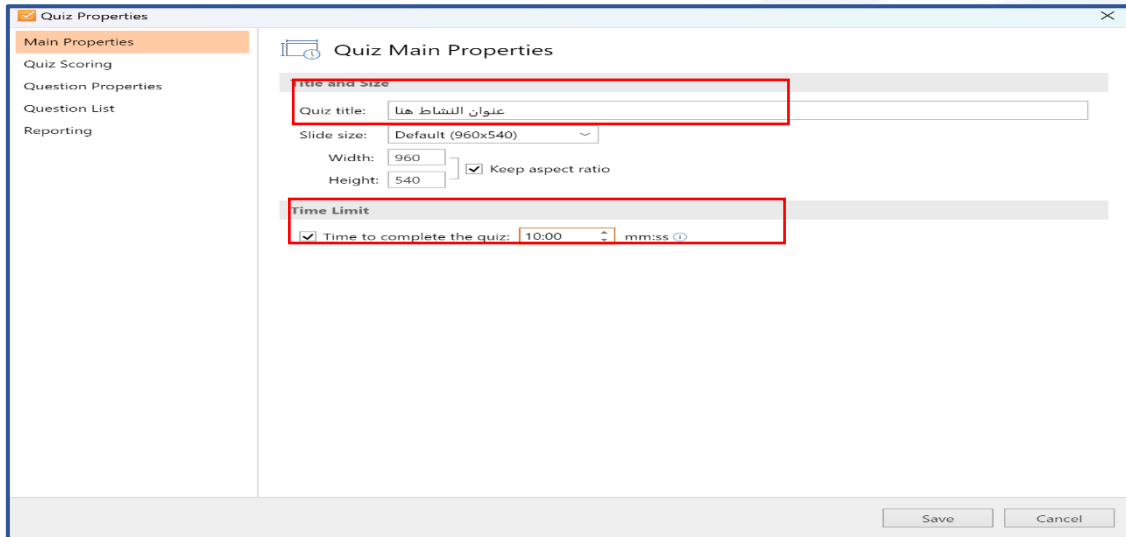 Quiz Properties
Main Properties
Quiz Scoring
Question Properties
Question List
Reporting
Quiz Main Properties
Title and Size
Quiz title: عنوان النشاط هنا
Slide size: Default (960x540)
Width: 960
Keep aspect ratio
Height: 540
Time Limit
Time to complete the quiz: 10:00 mm:ss
Save Cancel